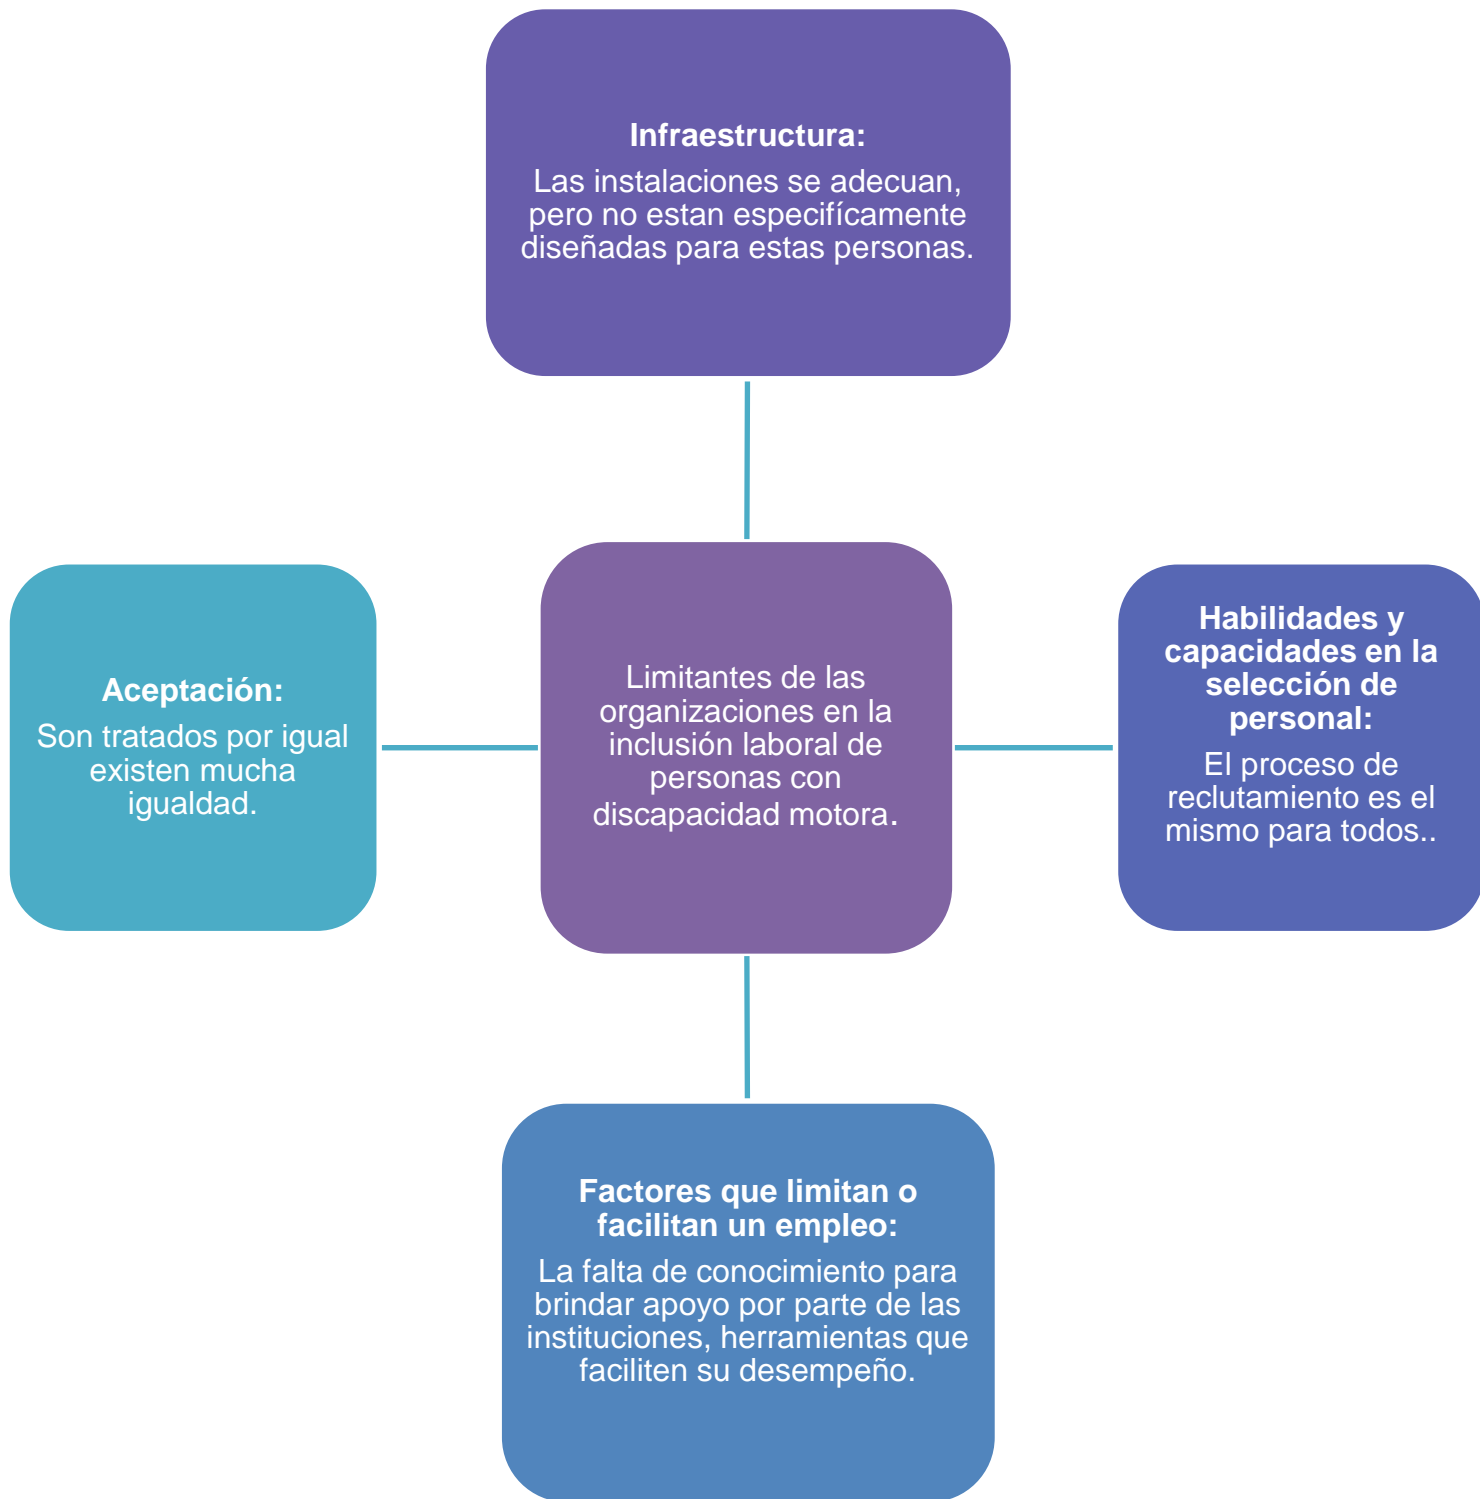 Infraestructura:
Las instalaciones se adecuan,
pero no estan especifícamente
diseñadas para estas personas.
Aceptación:
Son tratados por igual
existen mucha
igualdad.
Limitantes de las
organizaciones en la
inclusión laboral de
personas con
discapacidad motora.
Habilidades y
capacidades en la
selección de
personal:
El proceso de
reclutamiento es el
mismo para todos..
Factores que limitan o
facilitan un empleo:
La falta de conocimiento para
brindar apoyo por parte de las
instituciones, herramientas que
faciliten su desempeño.